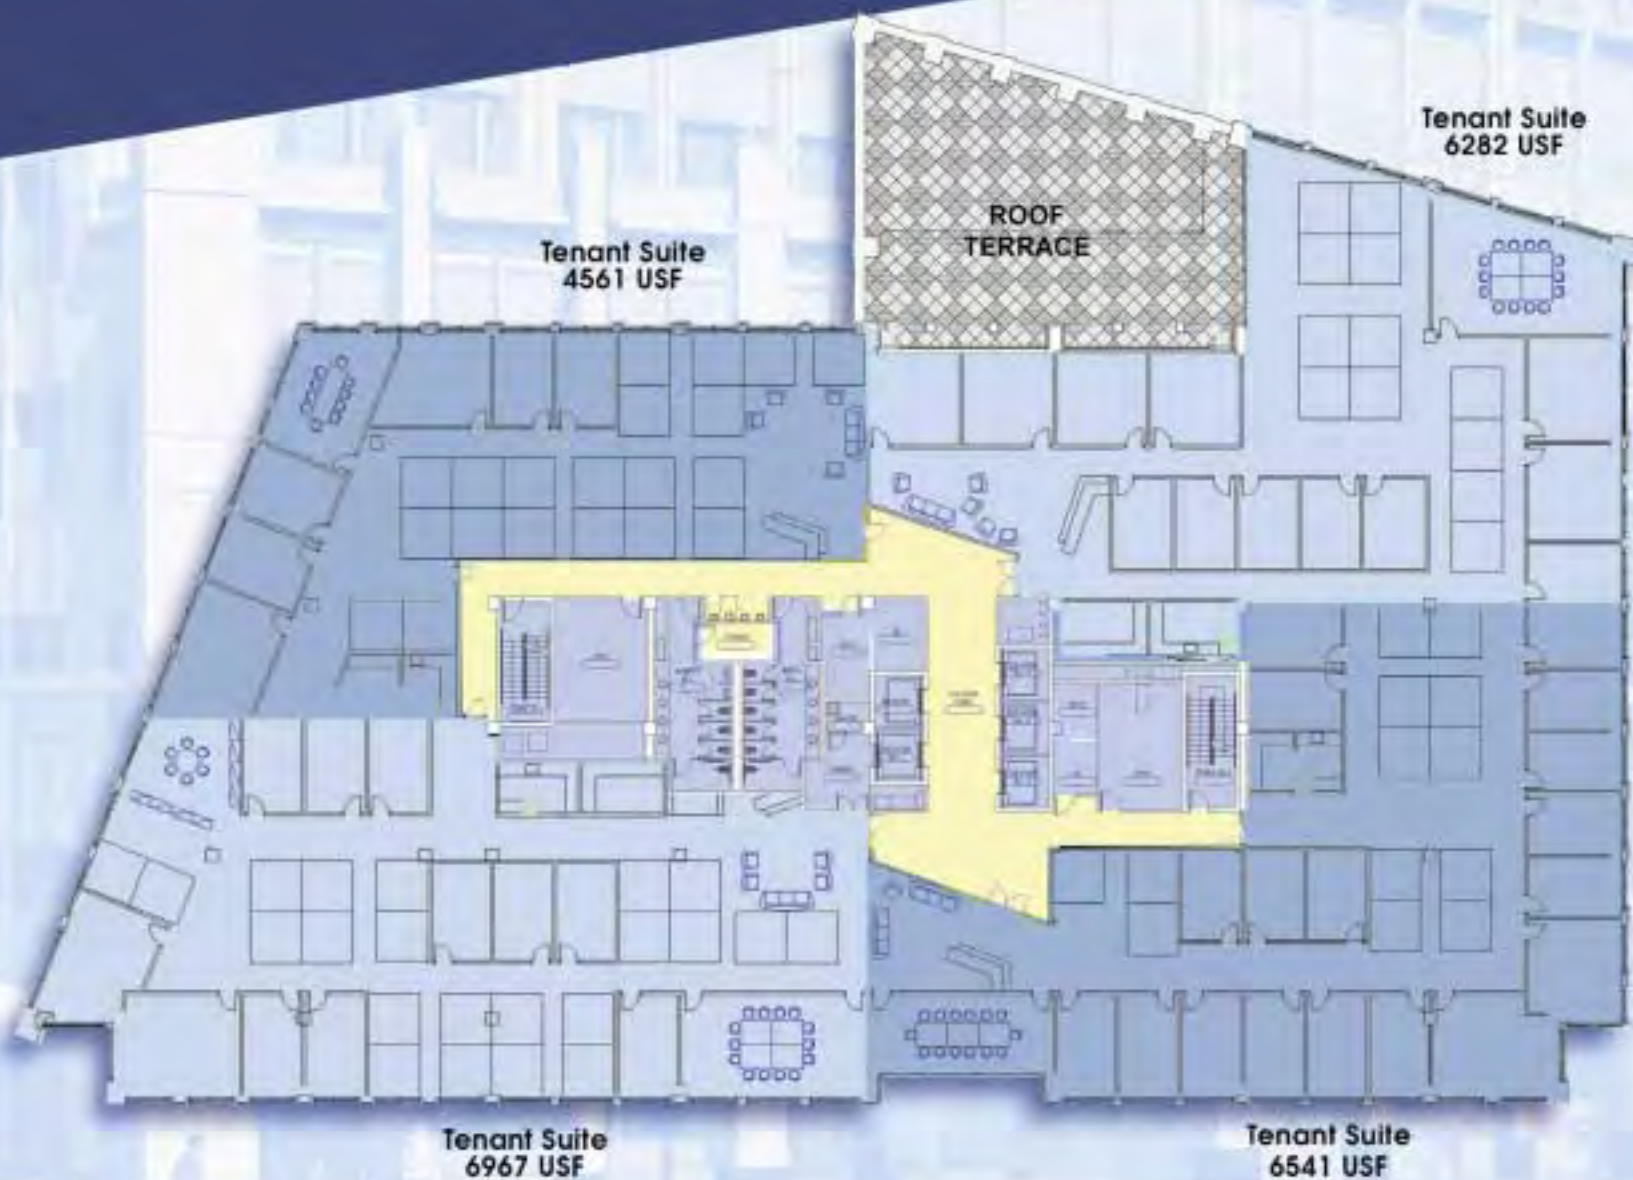 Tenant Suite
6282 USF
ROOF
TERRACE
Tenant Suite
4561 USF
Tenant Suite
6967 USF
Tenant Suite
6541 USF